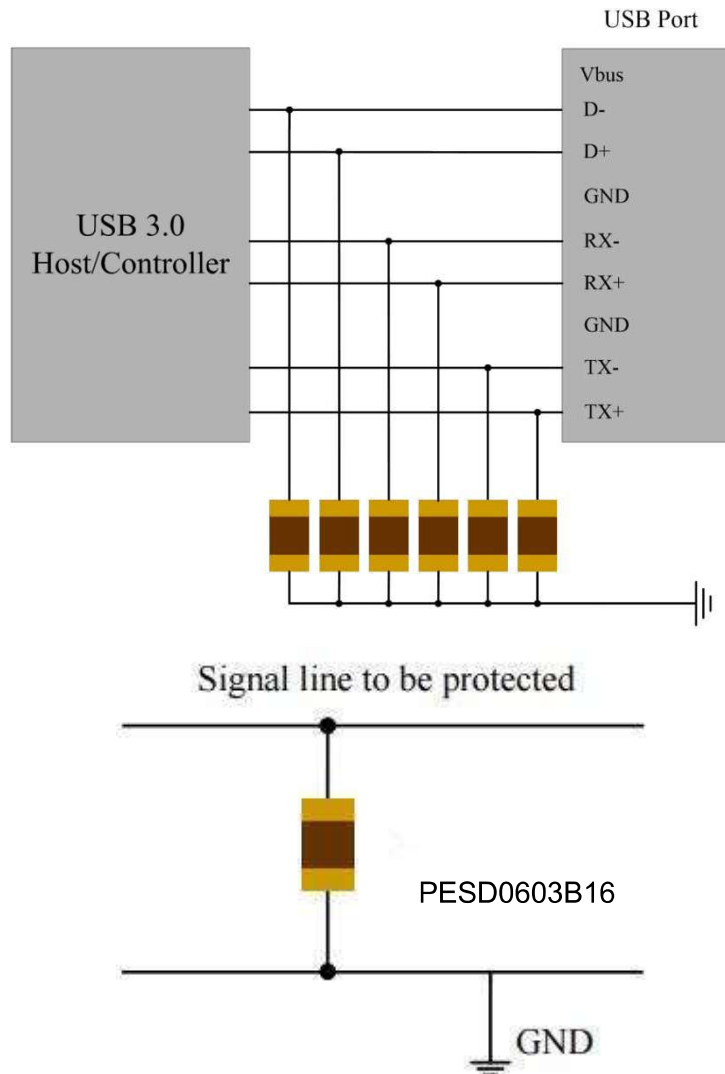 USB Port
Vbus
D-
D+
GND
USB 3.0
Host/Controller
RX-
RX+
GND
TX-
TX+
Signal line to be protected
PESD0603B16
GND